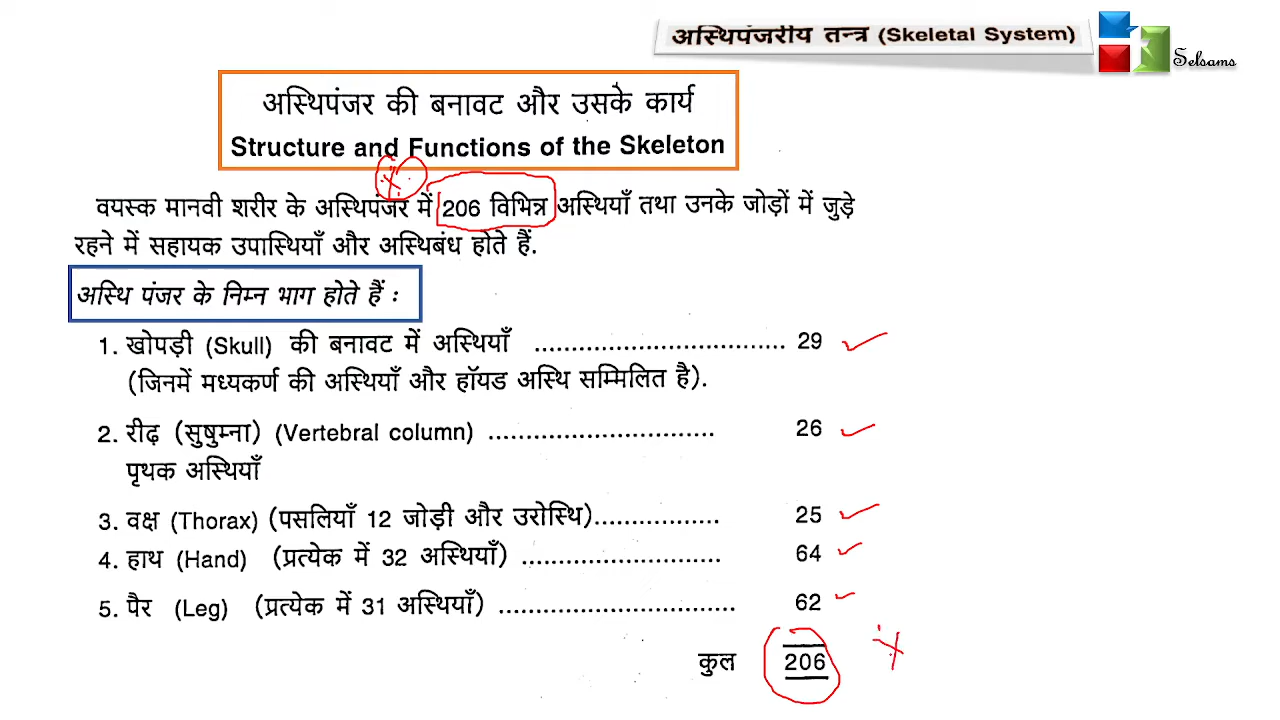 अस्थिपंजरीय तन्त्र (Skeletal System)
Selsams
अस्थिपंजर की बनावट और उसके कार्य
Structure and Functions of the Skeleton
वयस्क मानवी शरीर के अस्थिपंजर में 206 विभिन्न अस्थियाँ तथा उनके जोड़ों में जुड़े
रहने में सहायक उपास्थियाँ और अस्थिबंध होते हैं.
अस्थि पंजर के निम्न भाग होते हैं :
1. खोपड़ी (Skull) की बनावट में अस्थियाँ .................................. 29
(जिनमें मध्यकर्ण की अस्थियाँ और हॉयड अस्थि सम्मिलित है).
2. रीढ़ (सुषुम्ना) (Vertebral column) .............................. 26
पृथक अस्थियाँ
3. वक्ष (Thorax) (पसलियाँ 12 जोड़ी और उरोस्थि)................. 25
4. हाथ (Hand) (प्रत्येक में 32 अस्थियाँ) ........................... 64
5. पैर (Leg) (प्रत्येक में 31 अस्थियाँ) ................................ 62
कुल 206